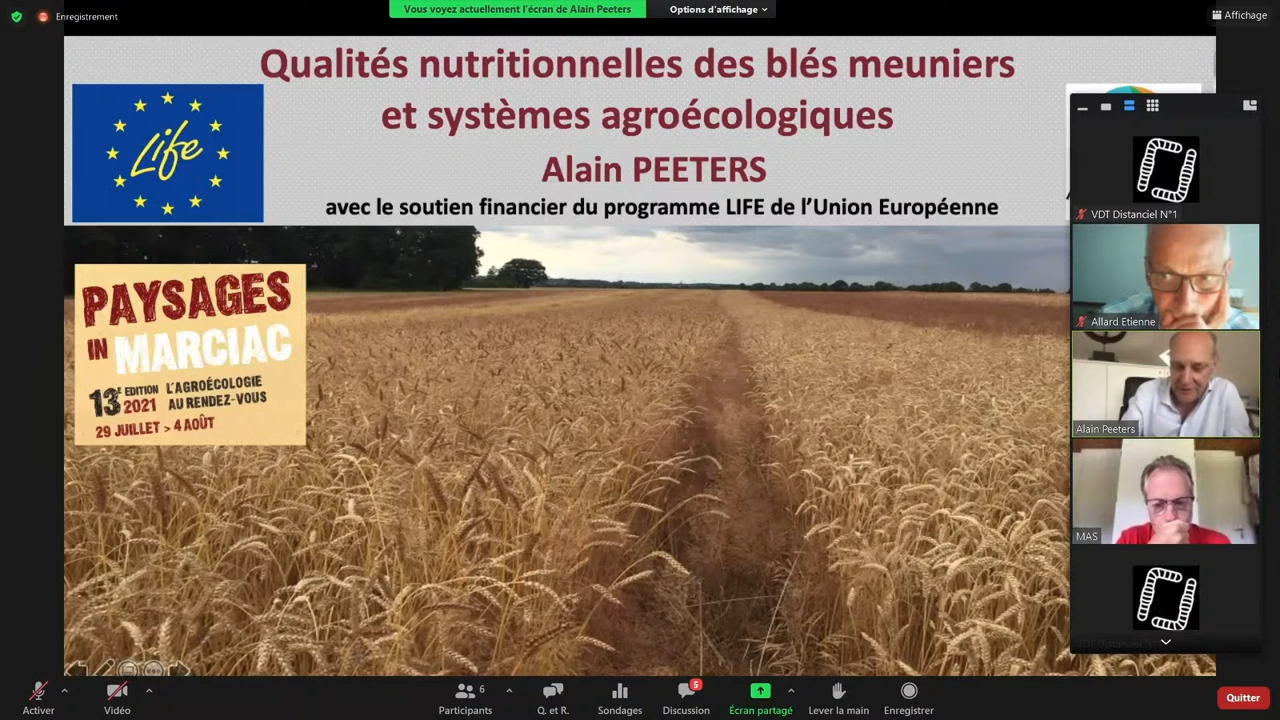 Enregistrement
Vous voyez actuellement l'écran de Alain Peeters
Options d'affichage
Affichage
Qualités nutritionnelles des blés meuniers
et systèmes agroécologiques
Alain PEETERS
avec le soutien financier du programme LIFE de l'Union Européenne
Life
PAYSAGES
IN MARCIAC
13E EDITION 2021
L'AGROÉCOLOGIE
AU RENDEZ-VOUS
29 JUILLET > 4 AOÛT
VDT Distanciel N°1
Allard Etienne
Alain Peeters
MAS
Activer
Vidéo
6
Participants
Q. et R.
Sondages
5
Discussion
Écran partagé
Lever la main
Enregistrer
Quitter